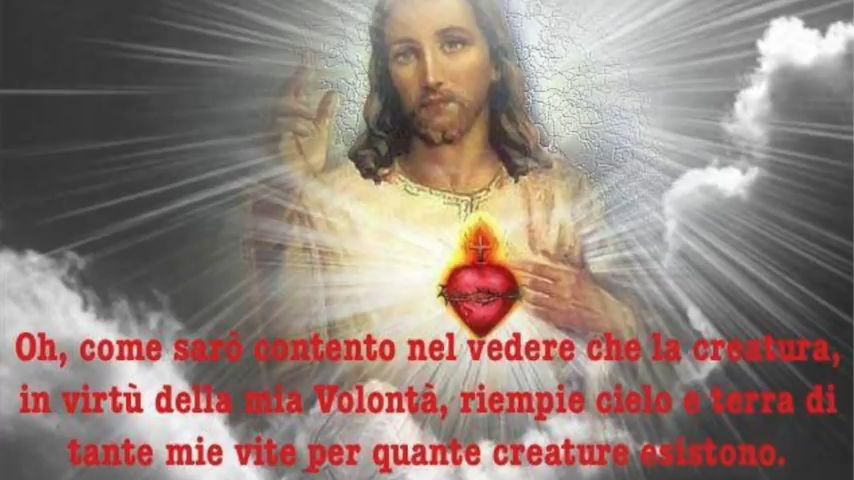 Oh, come sarò contento nel vedere che la creatura,
in virtù della mia Volontà, riempie cielo e terra di
tante mie vite per quante creature esistono.